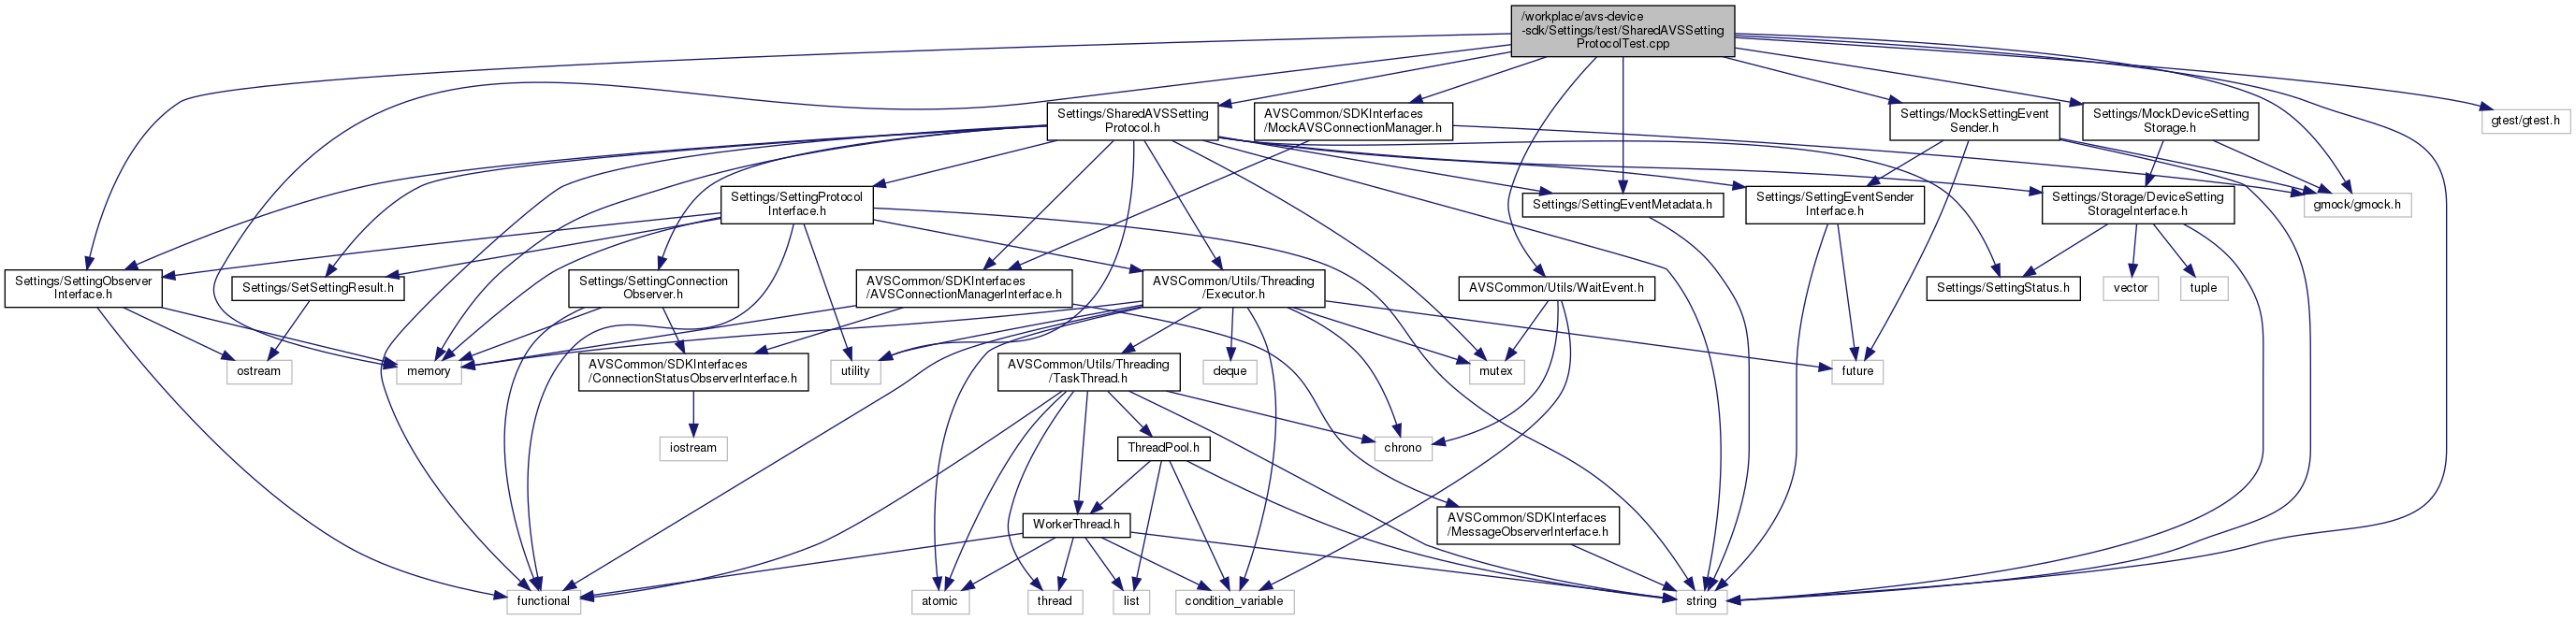 /workplace/avs-device
-sdk/Settings/test/SharedAVSSetting
ProtocolTest.cpp
Settings/SharedAVSSetting
Protocol.h
AVSCommon/SDKInterfaces
/MockAVSConnectionManager.h
Settings/MockSettingEvent
Sender.h
Settings/MockDeviceSetting
Storage.h
gtest/gtest.h
Settings/SettingProtocol
Interface.h
Settings/SettingEventMetadata.h
Settings/SettingEventSender
Interface.h
Settings/Storage/DeviceSetting
StorageInterface.h
gmock/gmock.h
Settings/SettingObserver
Interface.h
Settings/SetSettingResult.h
Settings/SettingConnection
Observer.h
AVSCommon/SDKInterfaces
/AVSConnectionManagerInterface.h
AVSCommon/Utils/Threading
/Executor.h
AVSCommon/Utils/WaitEvent.h
Settings/SettingStatus.h
vector
tuple
ostream
memory
AVSCommon/SDKInterfaces
/ConnectionStatusObserverInterface.h
utility
AVSCommon/Utils/Threading
/TaskThread.h
deque
mutex
future
iostream
ThreadPool.h
chrono
WorkerThread.h
AVSCommon/SDKInterfaces
/MessageObserverInterface.h
functional
atomic
thread
list
condition_variable
string